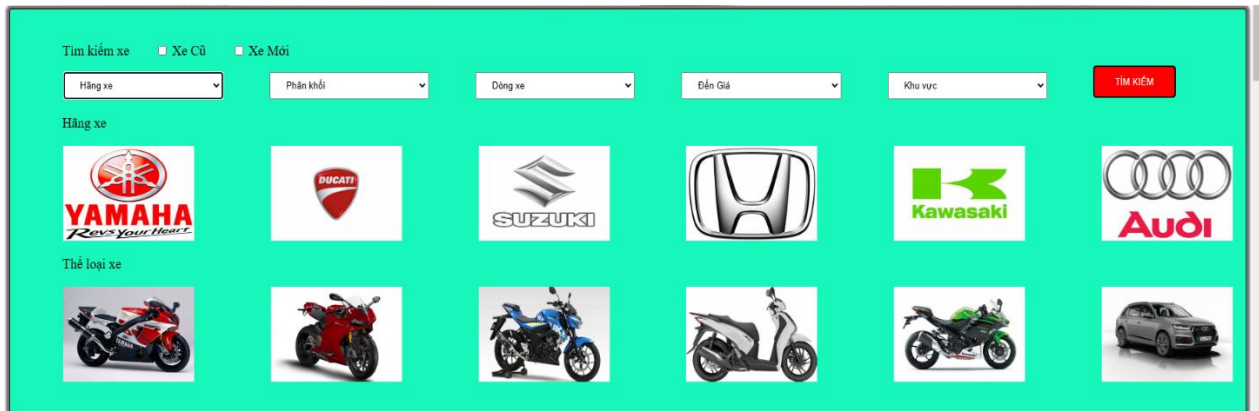 Tìm kiếm xe Xe Cũ Xe Mới
Hãng xe Phân khối Dòng xe Đến Giá Khu vực TÌM KIẾM
Hãng xe
YAMAHA
Revs Your Heart
DUCATI
SUZUKI
Kawasaki
Audi
Thể loại xe